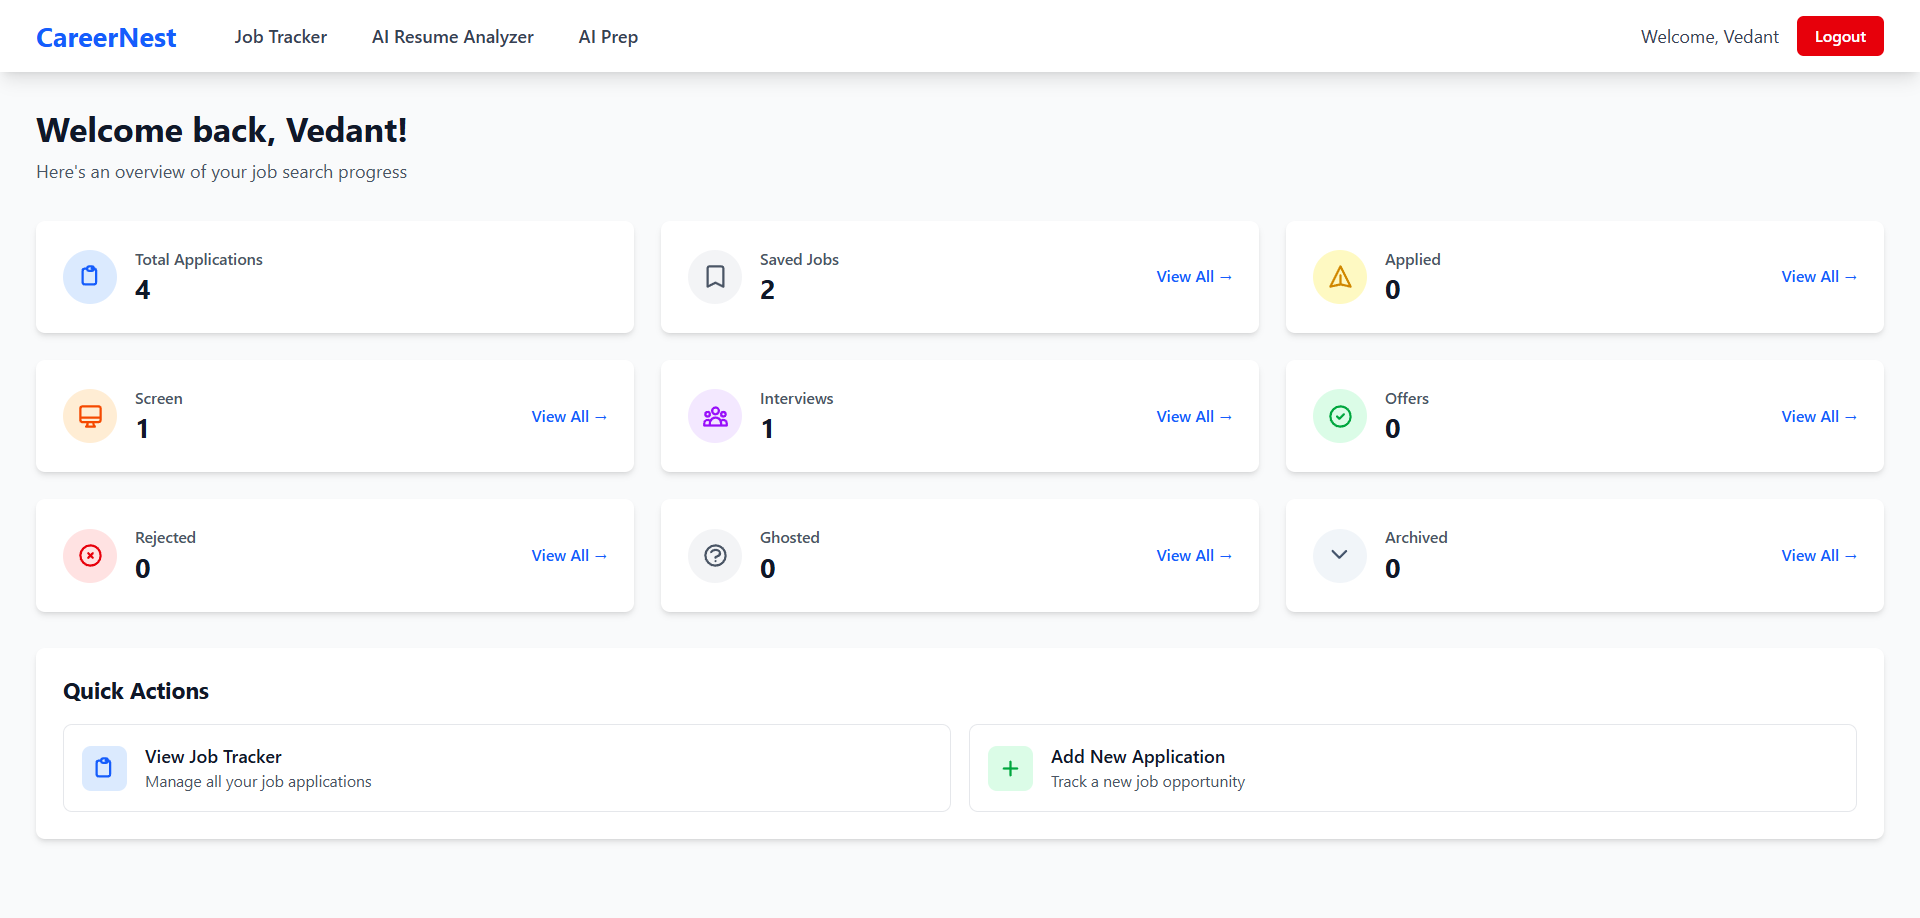 CareerNest
Job Tracker
AI Resume Analyzer
AI Prep
Welcome, Vedant
Logout
Welcome back, Vedant!
Here's an overview of your job search progress
Total Applications
4
Saved Jobs
2
View All →
Applied
0
View All →
Screen
1
View All →
Interviews
1
View All →
Offers
0
View All →
Rejected
0
View All →
Ghosted
0
View All →
Archived
0
View All →
Quick Actions
View Job Tracker
Manage all your job applications
Add New Application
Track a new job opportunity